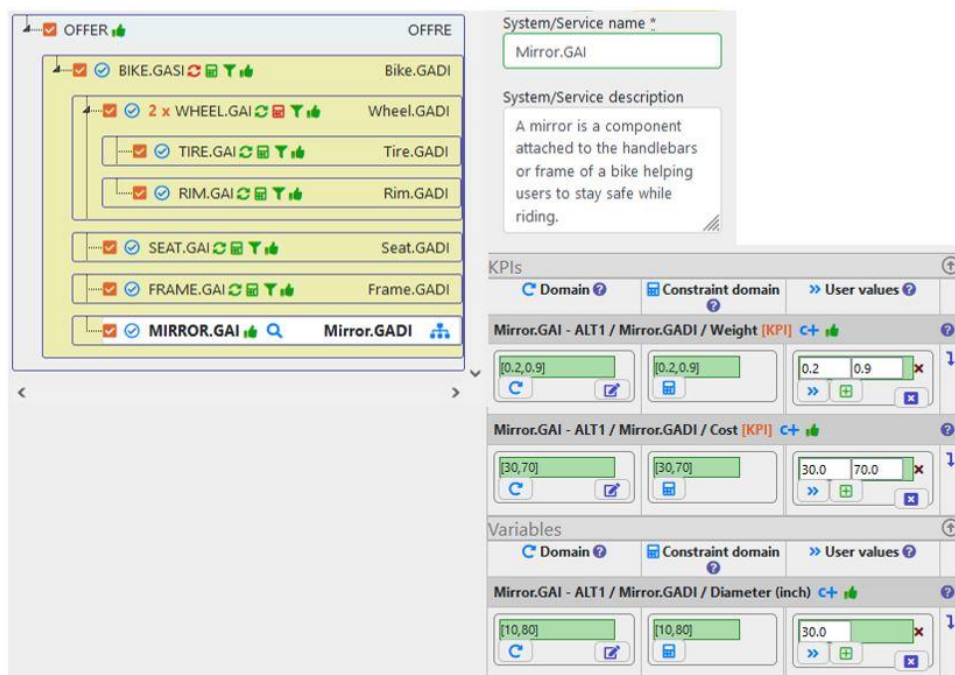 OFFER OFFRE
BIKE.GASI Bike.GADI
2 x WHEEL.GAI Wheel.GADI
TIRE.GAI Tire.GADI
RIM.GAI Rim.GADI
SEAT.GAI Seat.GADI
FRAME.GAI Frame.GADI
MIRROR.GAI Mirror.GADI
System/Service name *
Mirror.GAI
System/Service description
A mirror is a component
attached to the handlebars
or frame of a bike helping
users to stay safe while
riding.
KPIs
Domain Constraint domain User values
Mirror.GAI - ALT1 / Mirror.GADI / Weight [KPI] C+
[0.2,0.9] [0.2,0.9] 0.2 0.9
Mirror.GAI - ALT1 / Mirror.GADI / Cost [KPI] C+
[30,70] [30,70] 30.0 70.0
Variables
Domain Constraint domain User values
Mirror.GAI - ALT1 / Mirror.GADI / Diameter (inch) C+
[10,80] [10,80] 30.0